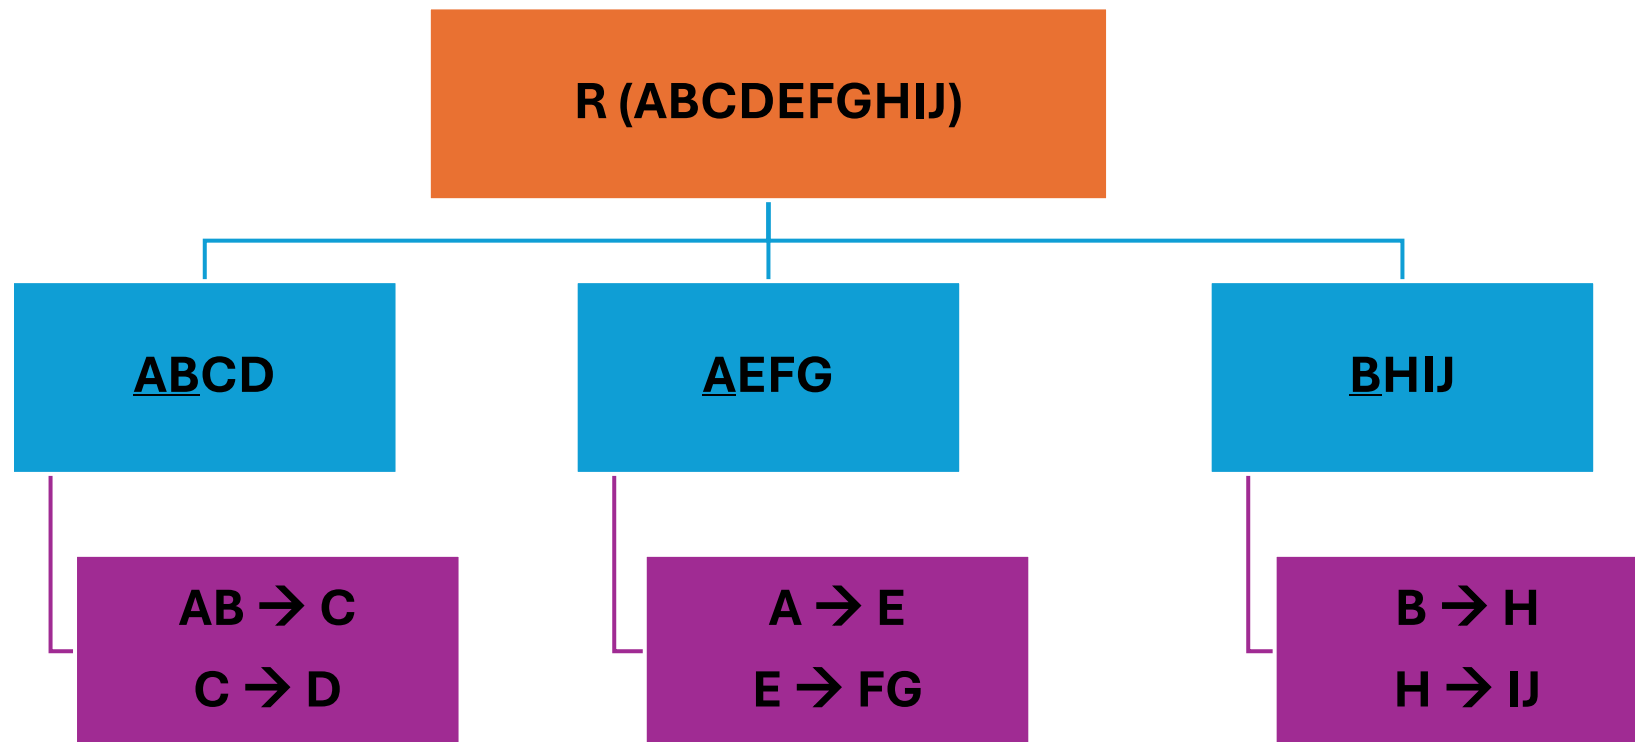 R (ABCDEFGHIJ)
ABCD
AEFG
BHIJ
AB → C
C → D
A → E
E → FG
B → H
H → IJ